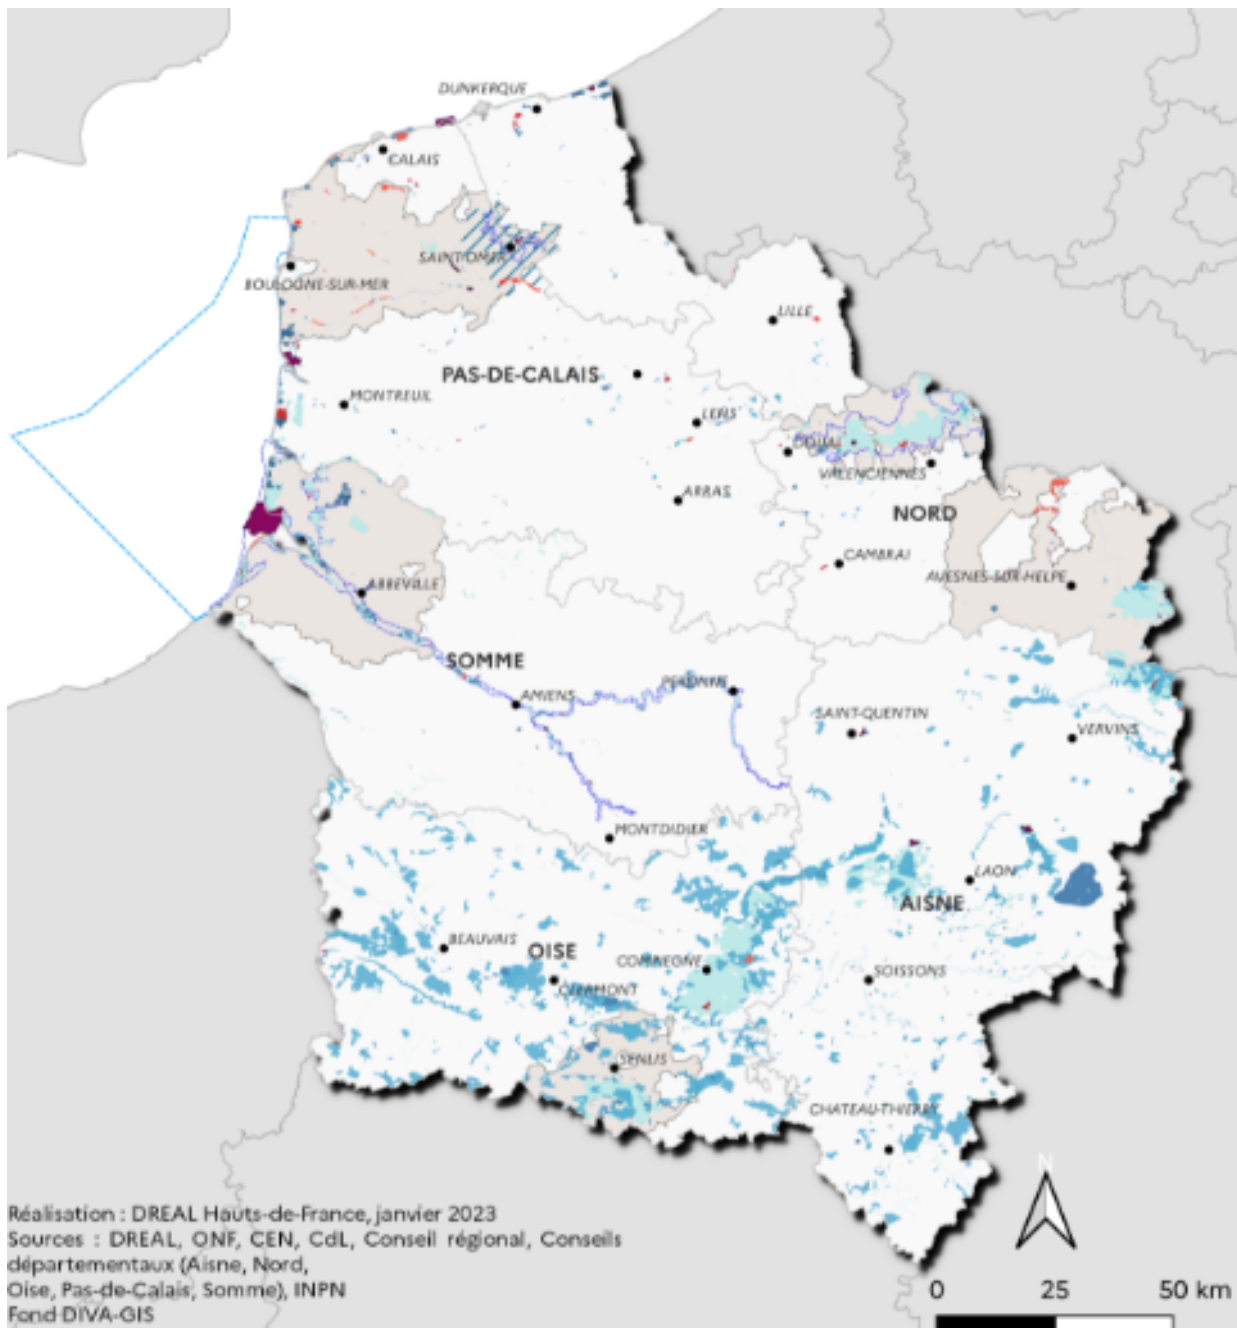 DUNKERQUE
CALAIS
SAINT-OMER
BOULOGNE-SUR-MER
LILLE
PAS-DE-CALAIS
MONTREUIL
LENS
DOUAI
VALENCIENNES
ARRAS
NORD
CAMBRAI
AVESNES-SUR-HELPE
ABBEVILLE
SOMME
PERONNE
AMIENS
SAINT-QUENTIN
VERVINS
MONTDIDIER
LAON
AISNE
BEAUVAIS
OISE
COMPIEGNE
SOISSONS
CLERMONT
SENLIS
CHATEAU-THIERRY
N
Réalisation : DREAL Hauts-de-France, janvier 2023
Sources : DREAL, ONF, CEN, CdL, Conseil régional, Conseils
départementaux (Aisne, Nord,
Oise, Pas-de-Calais, Somme), INPN
Fond DIVA-GIS
0 25 50 km